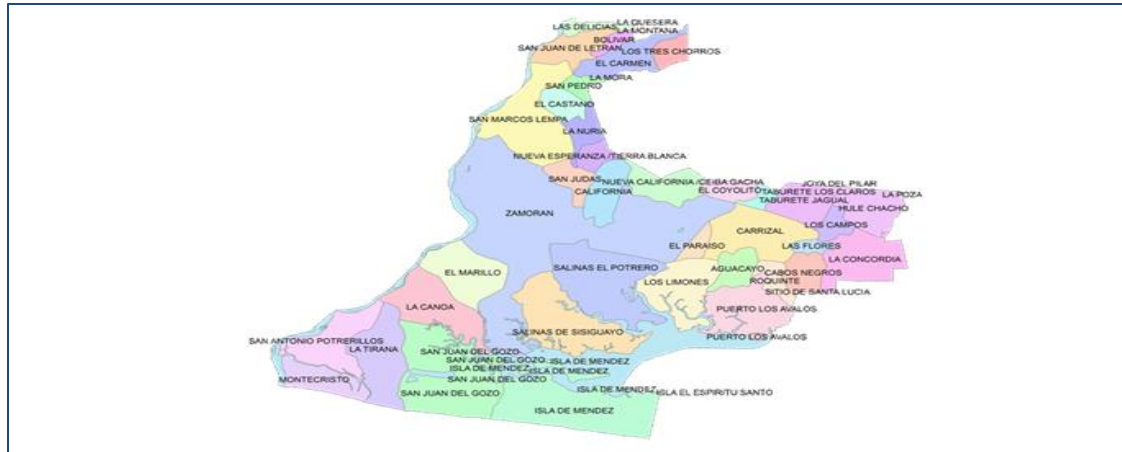 LA QUESERA
LAS DELICIAS
LA MONTANA
BOLIVAR
SAN JUAN DE LETRAN
LOS TRES CHORROS
EL CARMEN
LA MORA
SAN PEDRO
EL CASTANO
SAN MARCOS LEMPA
LA NURIA
NUEVA ESPERANZA /TIERRA BLANCA
SAN JUDAS
NUEVA CALIFORNIA /CEIBA GACHA
JOYA DEL PILAR
CALIFORNIA
EL COYOLITO
TABURETE LOS CLAROS
LA POZA
TABURETE JAGUAL
HULE CHACHO
ZAMORAN
LOS CAMPOS
CARRIZAL
EL PARAISO
LAS FLORES
LA CONCORDIA
SALINAS EL POTRERO
AGUACAYO
EL MARILLO
CABOS NEGROS
LOS LIMONES
ROQUINTE
SITIO DE SANTA LUCIA
LA CANOA
PUERTO LOS AVALOS
SALINAS DE SISIGUAYO
PUERTO LOS AVALOS
SAN ANTONIO POTRERILLOS
LA TIRANA
SAN JUAN DEL GOZO
SAN JUAN DEL GOZO
ISLA DE MENDEZ
ISLA DE MENDEZ
ISLA DE MENDEZ
MONTECRISTO
SAN JUAN DEL GOZO
SAN JUAN DEL GOZO
ISLA DE MENDEZ
ISLA EL ESPIRITU SANTO
ISLA DE MENDEZ